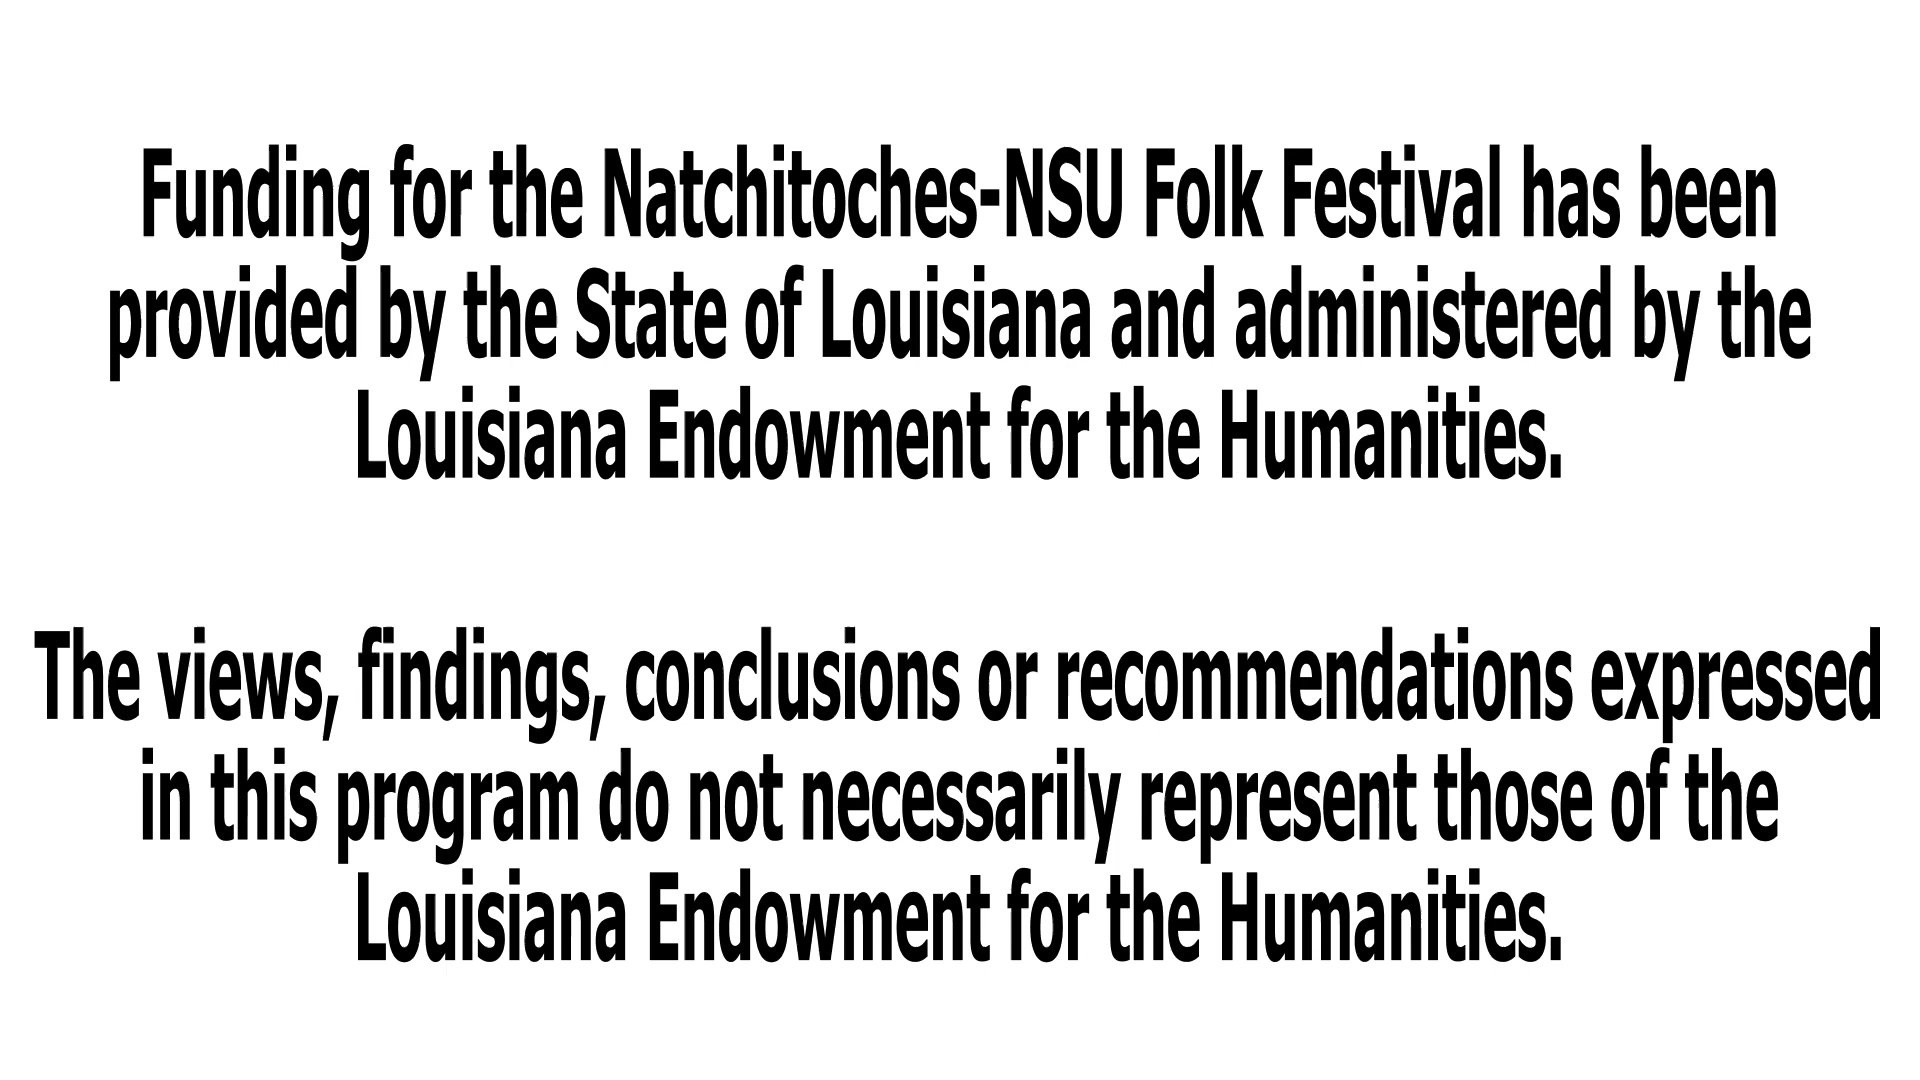 Funding for the Natchitoches-NSU Folk Festival has been
provided by the State of Louisiana and administered by the
Louisiana Endowment for the Humanities.
The views, findings, conclusions or recommendations expressed
in this program do not necessarily represent those of the
Louisiana Endowment for the Humanities.